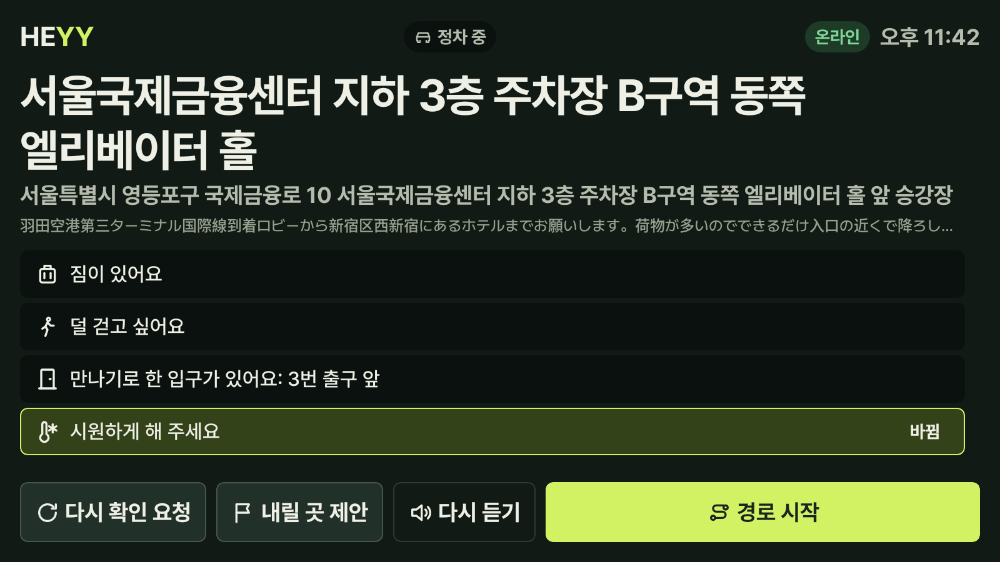 HEYY
정차 중
온라인
오후 11:42
서울국제금융센터 지하 3층 주차장 B구역 동쪽
엘리베이터 홀
서울특별시 영등포구 국제금융로 10 서울국제금융센터 지하 3층 주차장 B구역 동쪽 엘리베이터 홀 앞 승강장
羽田空港第三ターミナル国際線到着ロビーから新宿区西新宿にあるホテルまでお願いします。荷物が多いのでできるだけ入口の近くで降ろし...
짐이 있어요
덜 걷고 싶어요
만나기로 한 입구가 있어요: 3번 출구 앞
시원하게 해 주세요
바뀜
다시 확인 요청
내릴 곳 제안
다시 듣기
경로 시작